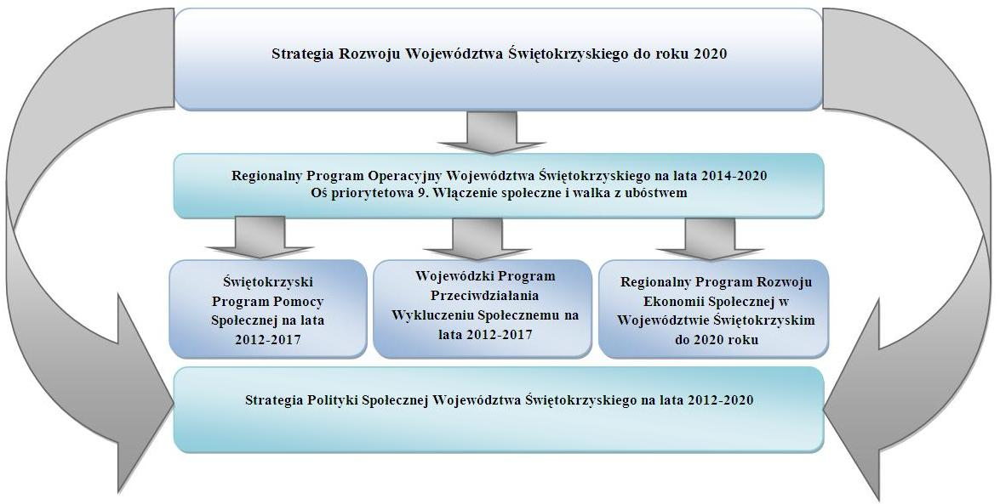 Strategia Rozwoju Województwa Świętokrzyskiego do roku 2020
Regionalny Program Operacyjny Województwa Świętokrzyskiego na lata 2014-2020
Oś priorytetowa 9. Włączenie społeczne i walka z ubóstwem
Świętokrzyski
Program Pomocy
Społecznej na lata
2012-2017
Wojewódzki Program
Przeciwdziałania
Wykluczeniu Społecznemu na
lata 2012-2017
Regionalny Program Rozwoju
Ekonomii Społecznej w
Województwie Świętokrzyskim
do 2020 roku
Strategia Polityki Społecznej Województwa Świętokrzyskiego na lata 2012-2020